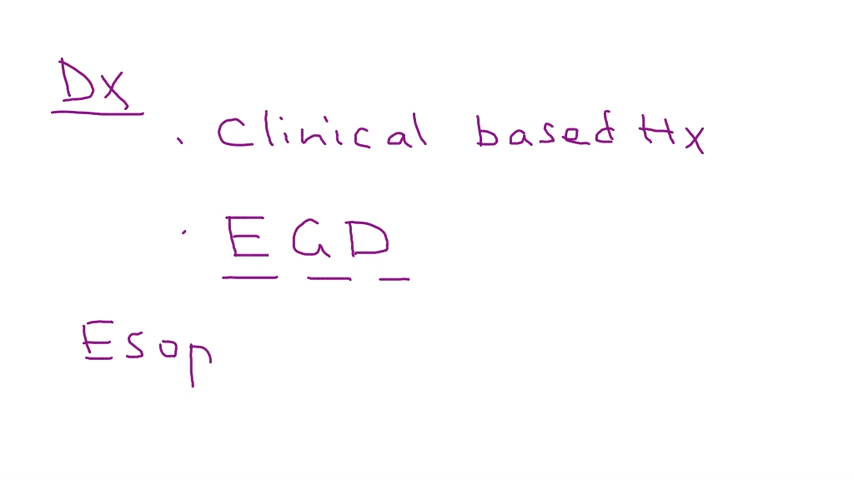 Dx
. Clinical based Hx
. EGD
Esop